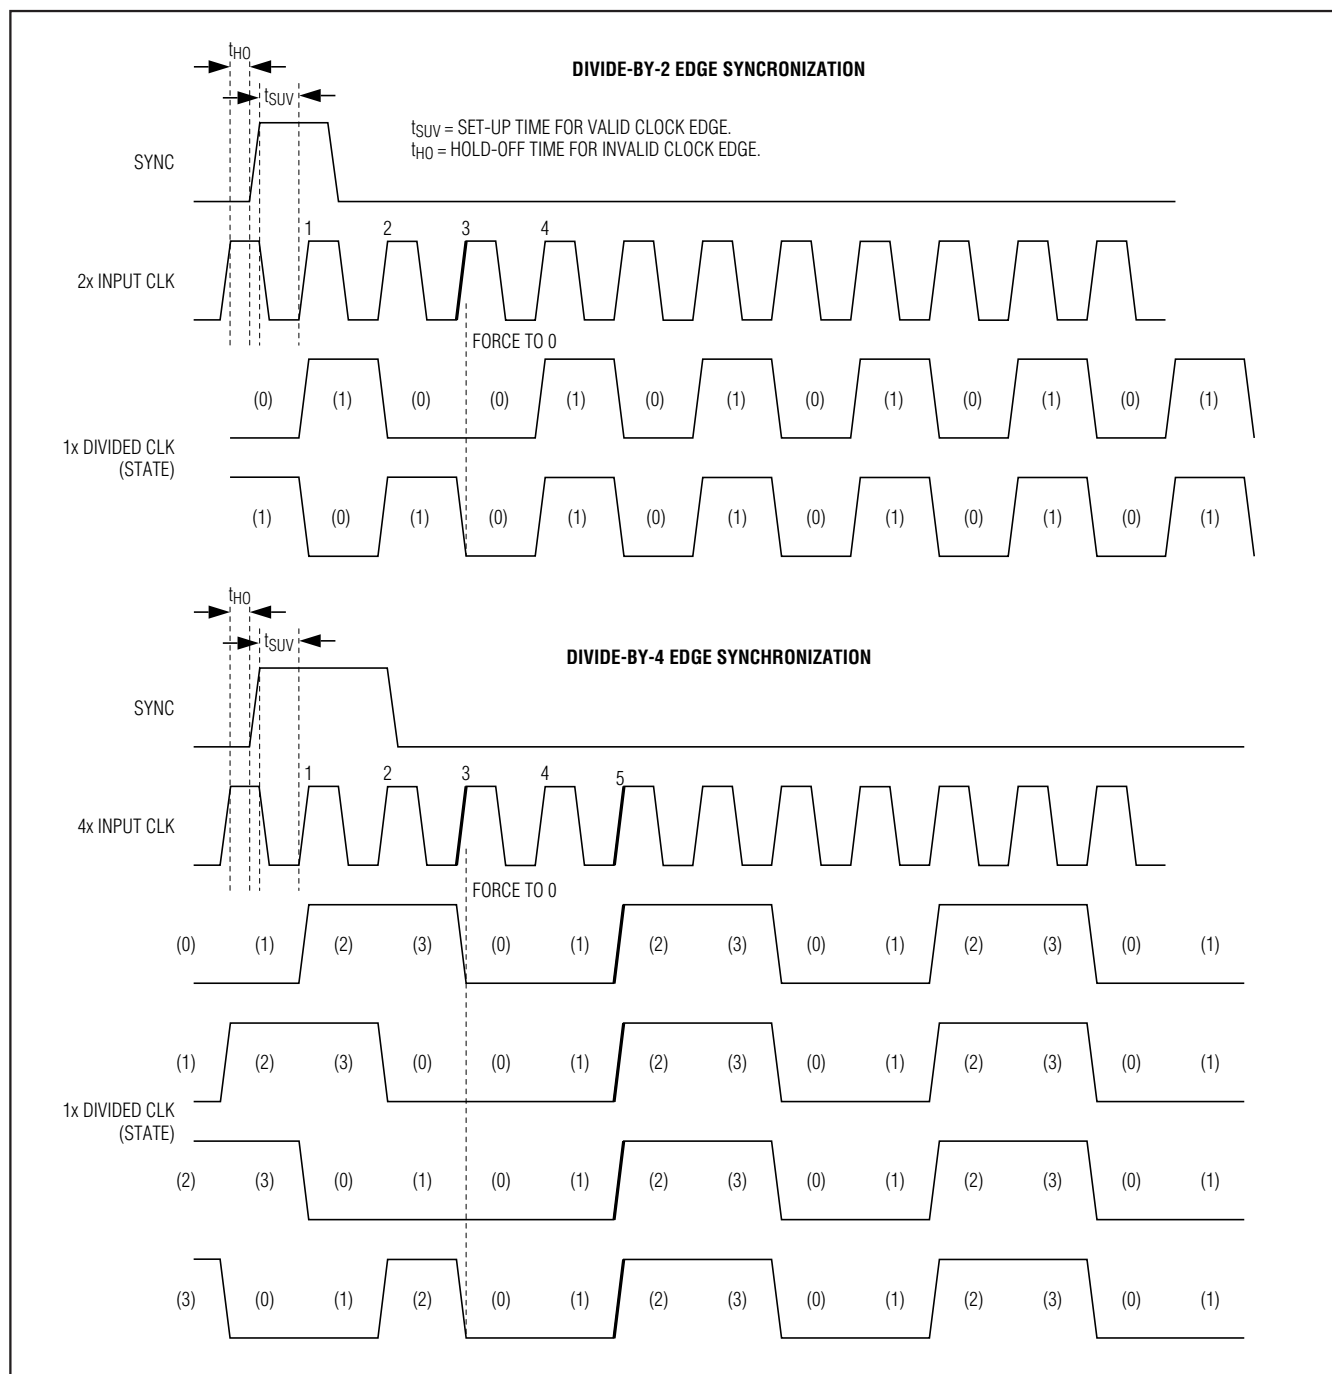 tHO
DIVIDE-BY-2 EDGE SYNCRONIZATION
tSUV
tSUV = SET-UP TIME FOR VALID CLOCK EDGE.
tHO = HOLD-OFF TIME FOR INVALID CLOCK EDGE.
SYNC
1 2 3 4
2x INPUT CLK
FORCE TO 0
(0) (1) (0) (0) (1) (0) (1) (0) (1) (0) (1) (0) (1)
1x DIVIDED CLK
(STATE)
(1) (0) (1) (0) (1) (0) (1) (0) (1) (0) (1) (0) (1)
tHO
tSUV
DIVIDE-BY-4 EDGE SYNCHRONIZATION
SYNC
1 2 3 4 5
4x INPUT CLK
FORCE TO 0
(0) (1) (2) (3) (0) (1) (2) (3) (0) (1) (2) (3) (0) (1)
(1) (2) (3) (0) (0) (1) (2) (3) (0) (1) (2) (3) (0) (1)
1x DIVIDED CLK
(STATE)
(2) (3) (0) (1) (0) (1) (2) (3) (0) (1) (2) (3) (0) (1)
(3) (0) (1) (2) (0) (1) (2) (3) (0) (1) (2) (3) (0) (1)